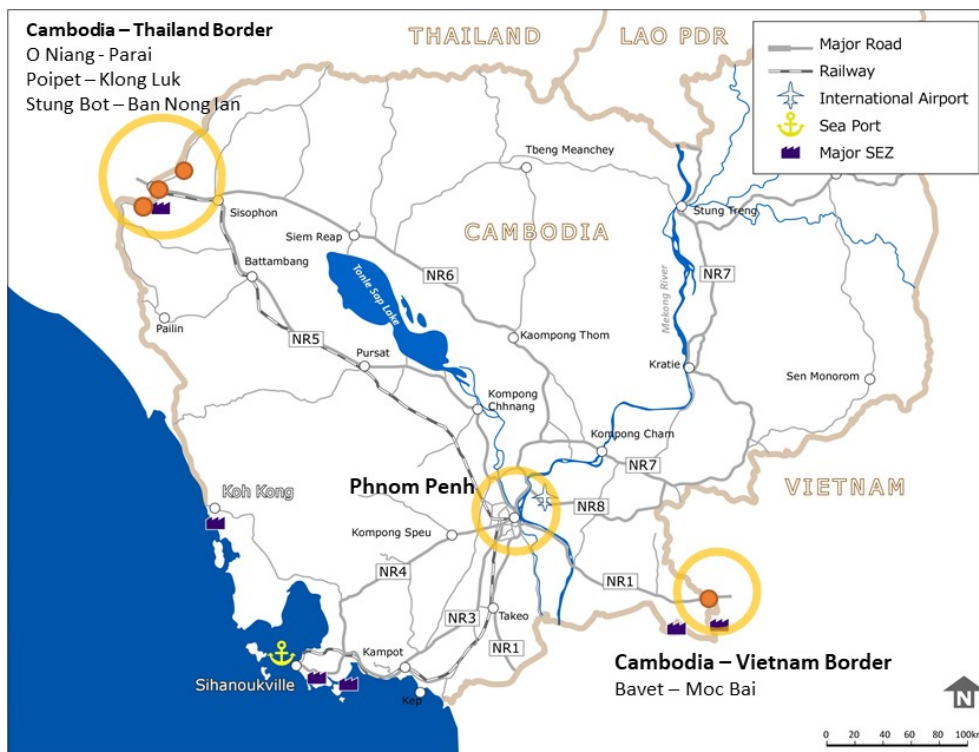 Cambodia – Thailand Border
O Niang - Parai
Poipet – Klong Luk
Stung Bot – Ban Nong Ian
THAILAND
LAO PDR
Major Road
Railway
International Airport
Sea Port
Major SEZ
Tbeng Meanchey
Sisophon
Stung Treng
Siem Reap
CAMBODIA
Battambang
Tonle Sap Lake
NR6
Mekong River
NR7
Pailin
NR5
Kaompong Thom
Pursat
Kratie
Sen Monorom
Kompong
Chhnang
Kompong Cham
NR7
VIETNAM
Phnom Penh
Koh Kong
NR8
Kompong Speu
NR4
NR1
NR3
Takeo
NR1
Kampot
Sihanoukville
Kep
Cambodia – Vietnam Border
Bavet – Moc Bai
N
0 20 40 60 80 100km